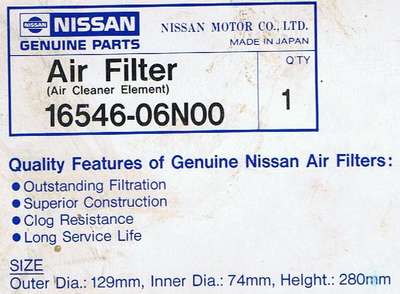 NISSAN
GENUINE PARTS
NISSAN MOTOR CO., LTD.
MADE IN JAPAN
Air Filter
(Air Cleaner Element)
16546-06N00
QTY
1
Quality Features of Genuine Nissan Air Filters:
● Outstanding Filtration
● Superior Construction
● Clog Resistance
● Long Service Life
SIZE
Outer Dia.: 129mm, Inner Dia.: 74mm, Height.: 280mm